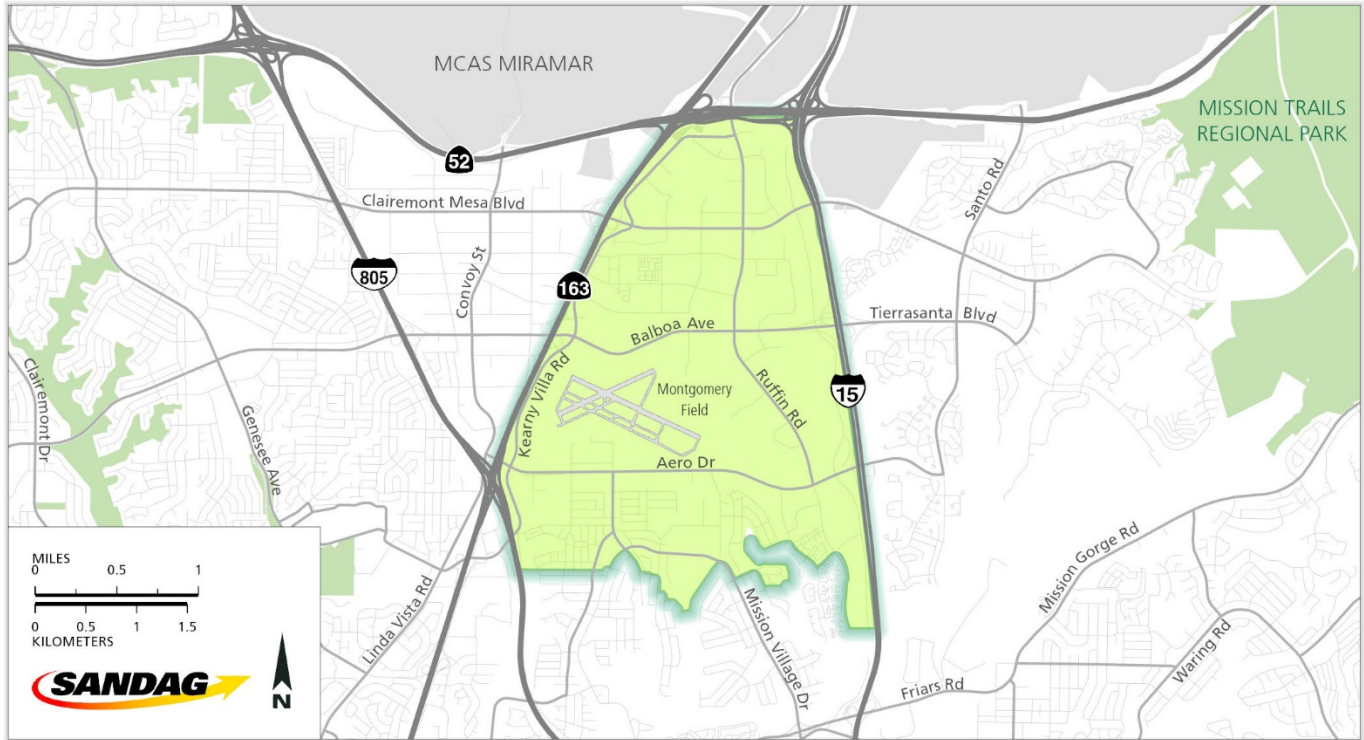 MCAS MIRAMAR
MISSION TRAILS
REGIONAL PARK
52
Santo Rd
Clairemont Mesa Blvd
805
Convoy St
163
Tierrasanta Blvd
Balboa Ave
Kearny Villa Rd
Montgomery
Field
Ruffin Rd
15
Clairemont Dr
Genesee Ave
Aero Dr
MILES
0 0.5 1
0 0.5 1 1.5
KILOMETERS
SANDAG
N
Linda Vista Rd
Mission Village Dr
Mission Gorge Rd
Waring Rd
Friars Rd